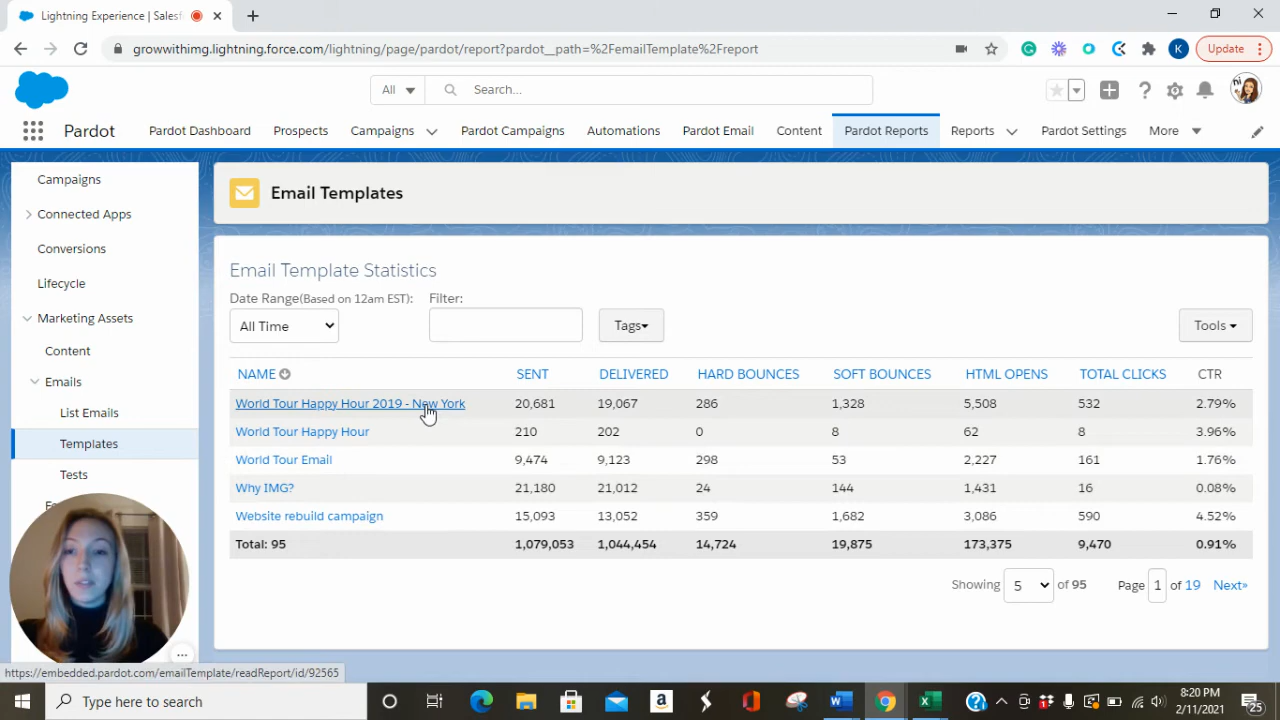 Lightning Experience | Salesf
growwithimg.lightning.force.com/lightning/page/pardot/report?pardot__path=%2FemailTemplate%2Freport
K
Update
All
Search...
hi
Pardot
Pardot Dashboard
Prospects
Campaigns
Pardot Campaigns
Automations
Pardot Email
Content
Pardot Reports
Reports
Pardot Settings
More
Campaigns
Connected Apps
Conversions
Lifecycle
Marketing Assets
Content
Emails
List Emails
Templates
Tests
Email Templates
Email Template Statistics
Date Range(Based on 12am EST):
Filter:
All Time
Tags
Tools
NAME SENT DELIVERED HARD BOUNCES SOFT BOUNCES HTML OPENS TOTAL CLICKS CTR
World Tour Happy Hour 2019 - New York 20,681 19,067 286 1,328 5,508 532 2.79%
World Tour Happy Hour 210 202 0 8 62 8 3.96%
World Tour Email 9,474 9,123 298 53 2,227 161 1.76%
Why IMG? 21,180 21,012 24 144 1,431 16 0.08%
Website rebuild campaign 15,093 13,052 359 1,682 3,086 590 4.52%
Total: 95 1,079,053 1,044,454 14,724 19,875 173,375 9,470 0.91%
Showing 5 of 95 Page 1 of 19 Next»
https://embedded.pardot.com/emailTemplate/readReport/id/92565
Type here to search
8:20 PM
2/11/2021
25